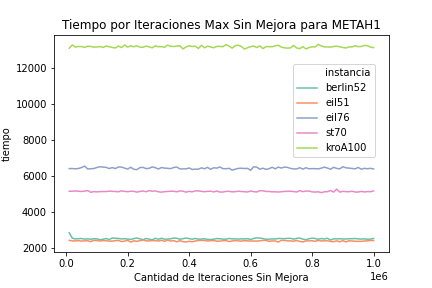 Tiempo por Iteraciones Max Sin Mejora para METAH1
tiempo
12000
10000
8000
6000
4000
2000
instancia
berlin52
eil51
eil76
st70
kroA100
0.0 0.2 0.4 0.6 0.8 1.0
1e6
Cantidad de Iteraciones Sin Mejora